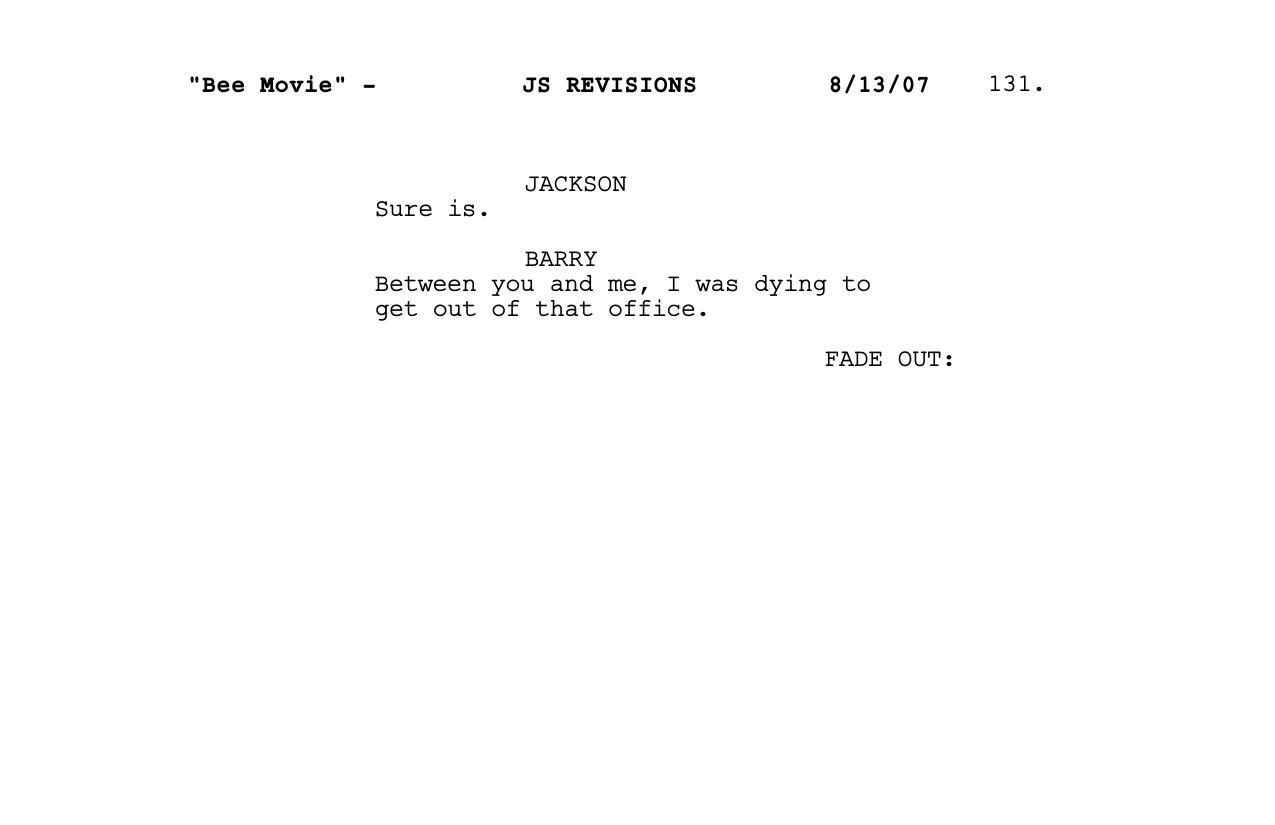 "Bee Movie" - JS REVISIONS 8/13/07 131.
JACKSON
Sure is.
BARRY
Between you and me, I was dying to
get out of that office.
FADE OUT: